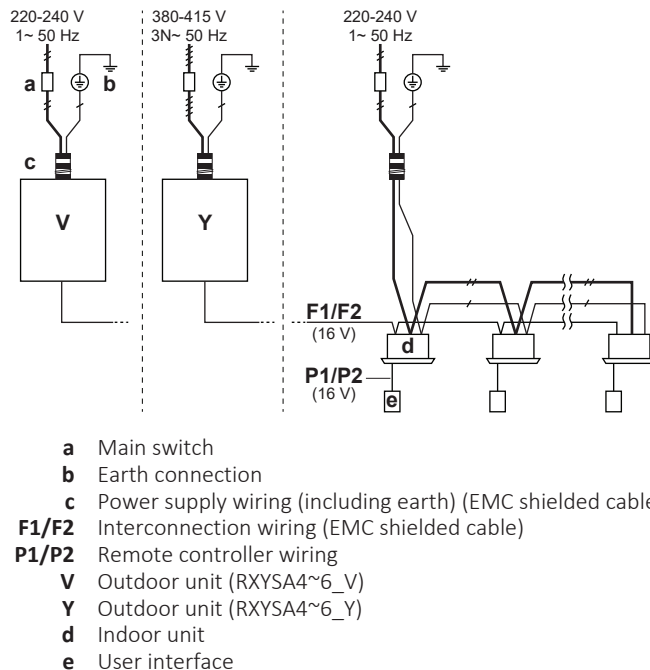 220-240 V
1~ 50 Hz
380-415 V
3N~ 50 Hz
220-240 V
1~ 50 Hz
a
b
c
V
Y
F1/F2
(16 V)
d
P1/P2
(16 V)
e
a Main switch
b Earth connection
c Power supply wiring (including earth) (EMC shielded cable
F1/F2 Interconnection wiring (EMC shielded cable)
P1/P2 Remote controller wiring
V Outdoor unit (RXYSA4~6_V)
Y Outdoor unit (RXYSA4~6_Y)
d Indoor unit
e User interface